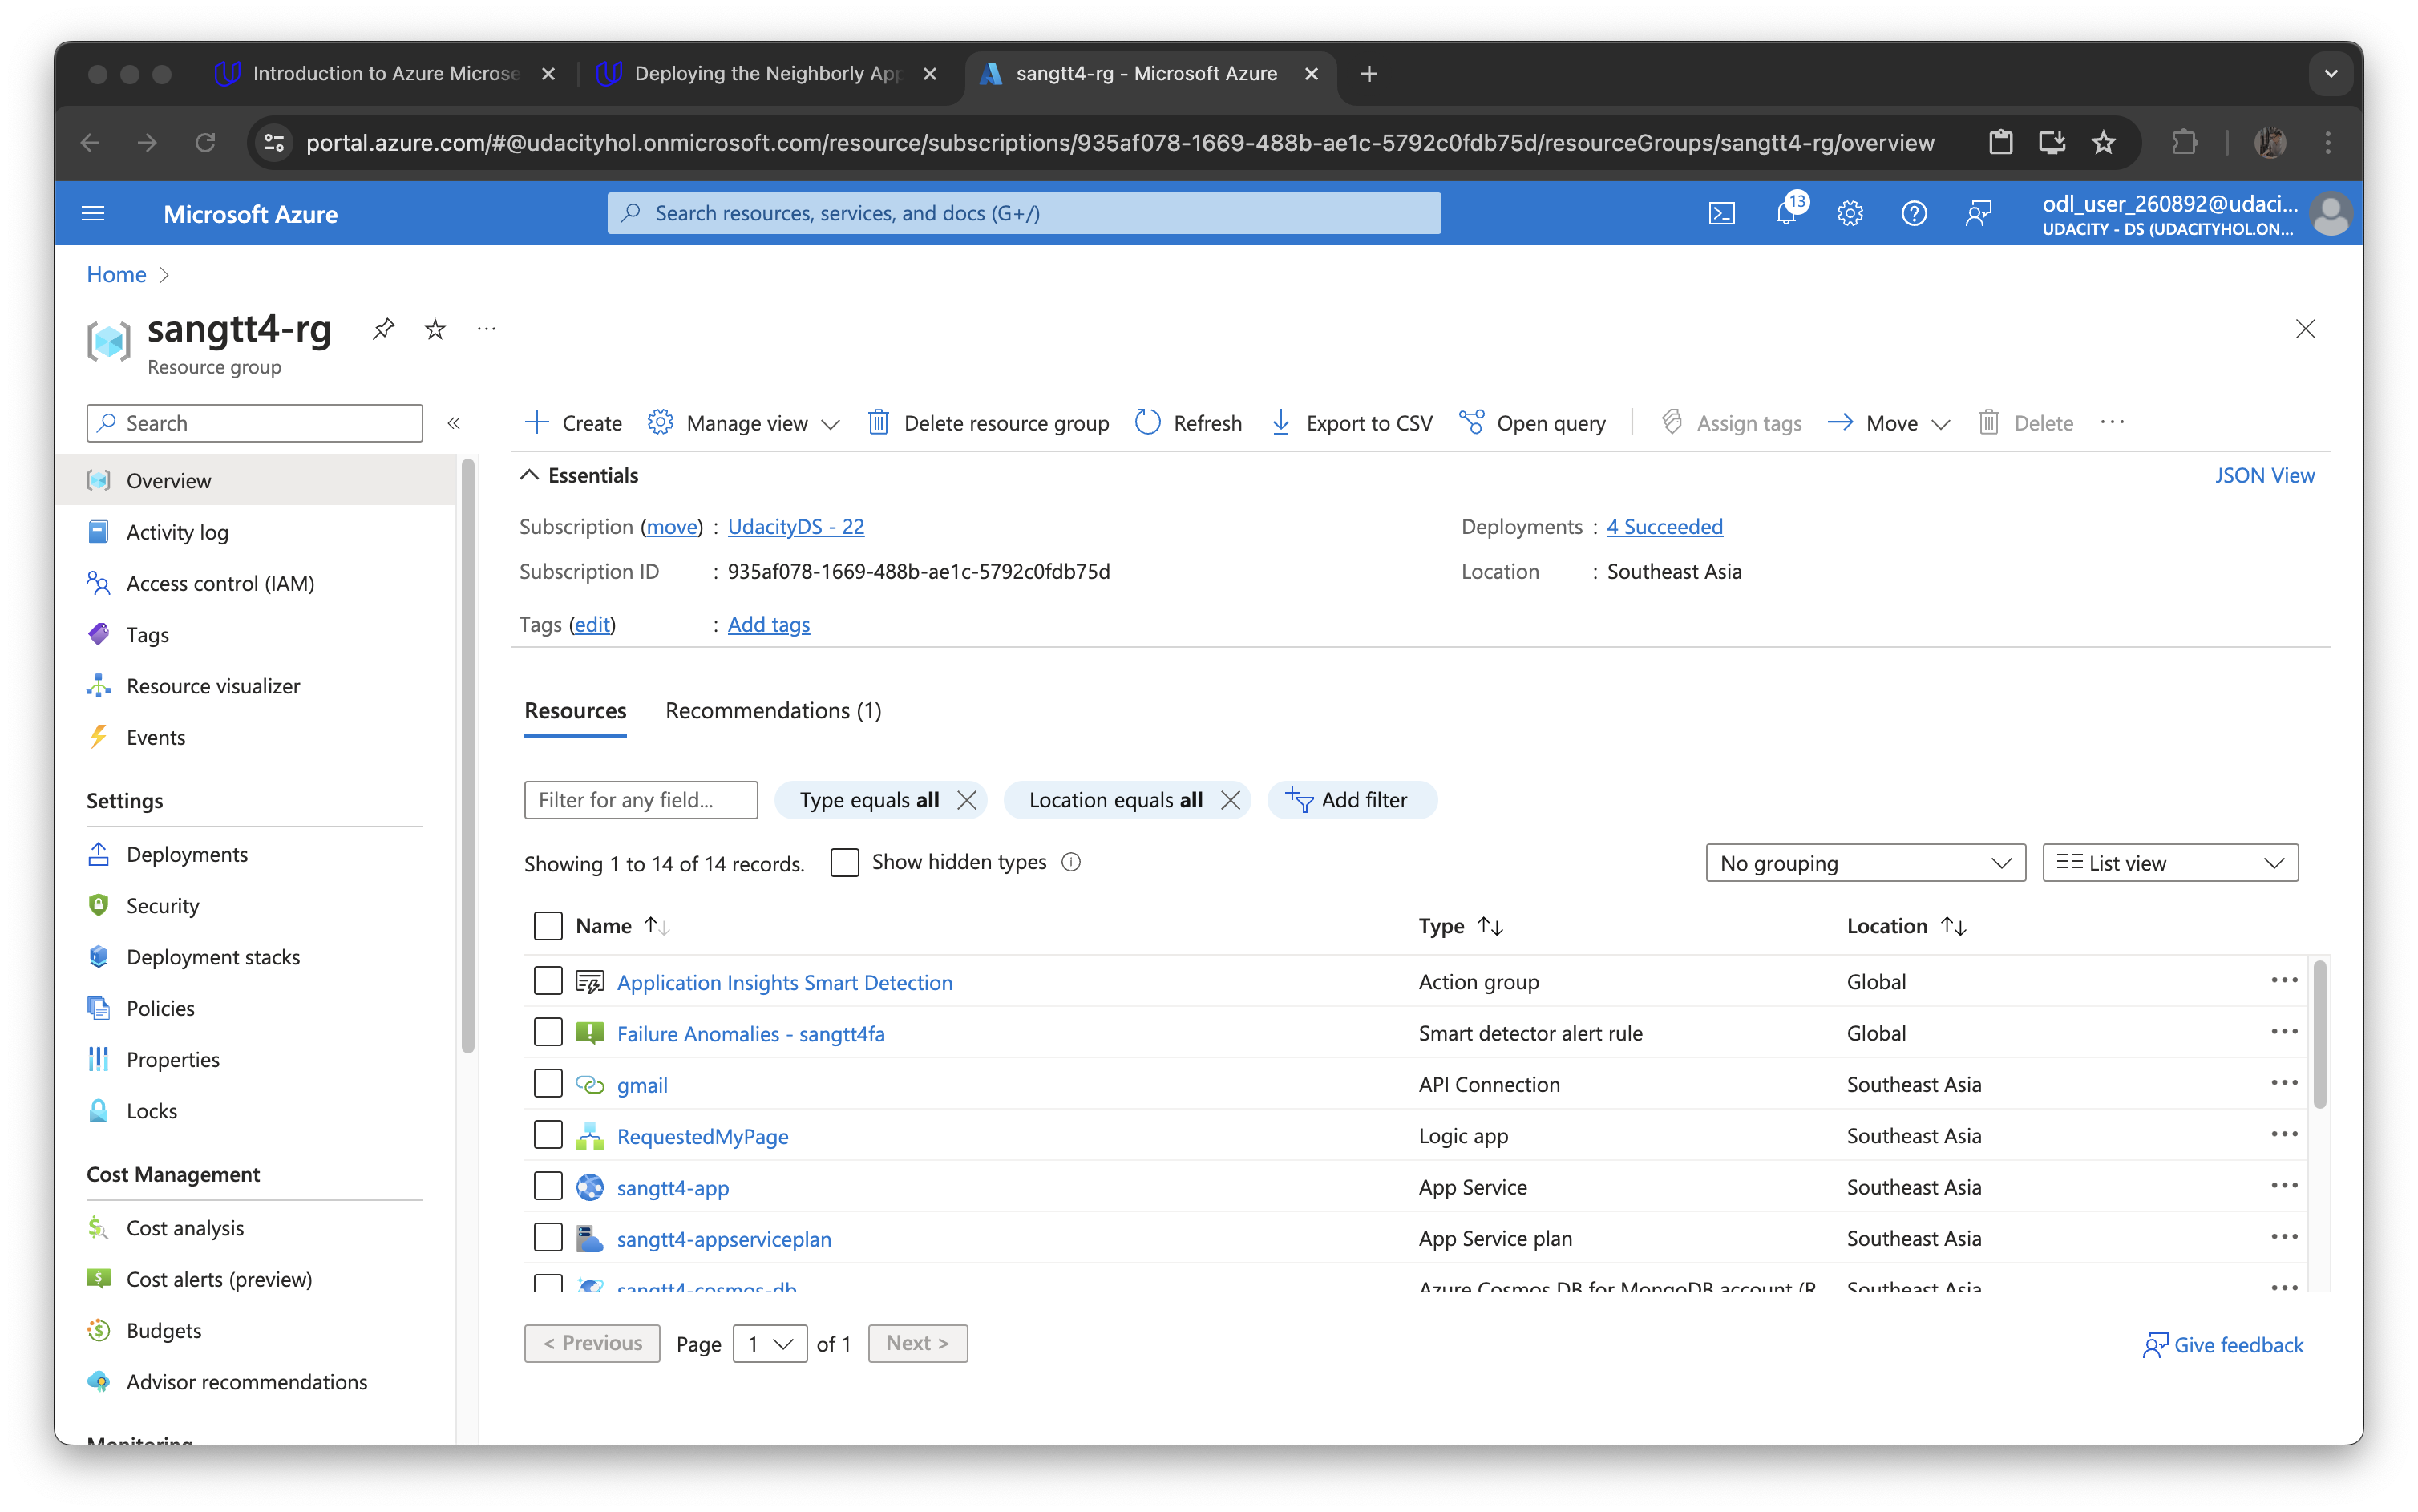 Introduction to Azure Microse
Deploying the Neighborly App
sangtt4-rg - Microsoft Azure
portal.azure.com/#@udacityhol.onmicrosoft.com/resource/subscriptions/935af078-1669-488b-ae1c-5792c0fdb75d/resourceGroups/sangtt4-rg/overview
Microsoft Azure
Search resources, services, and docs (G+/)
13
odl_user_260892@udaci...
UDACITY - DS (UDACITYHOL.ON...
Home
sangtt4-rg
Resource group
Search
Create
Manage view
Delete resource group
Refresh
Export to CSV
Open query
Assign tags
Move
Delete
Overview
Activity log
Access control (IAM)
Tags
Resource visualizer
Events
Settings
Deployments
Security
Deployment stacks
Policies
Properties
Locks
Cost Management
Cost analysis
Cost alerts (preview)
Budgets
Advisor recommendations
Monitoring
Essentials
JSON View
Subscription (move) : UdacityDS - 22
Subscription ID : 935af078-1669-488b-ae1c-5792c0fdb75d
Tags (edit) : Add tags
Deployments : 4 Succeeded
Location : Southeast Asia
Resources
Recommendations (1)
Filter for any field...
Type equals all
Location equals all
Add filter
Showing 1 to 14 of 14 records.
Show hidden types
No grouping
List view
Name Type Location
Application Insights Smart Detection Action group Global
Failure Anomalies - sangtt4fa Smart detector alert rule Global
gmail API Connection Southeast Asia
RequestedMyPage Logic app Southeast Asia
sangtt4-app App Service Southeast Asia
sangtt4-appserviceplan App Service plan Southeast Asia
sangtt4-cosmos-db Azure Cosmos DB for MongoDB account (R Southeast Asia
< Previous
Page 1 of 1
Next >
Give feedback